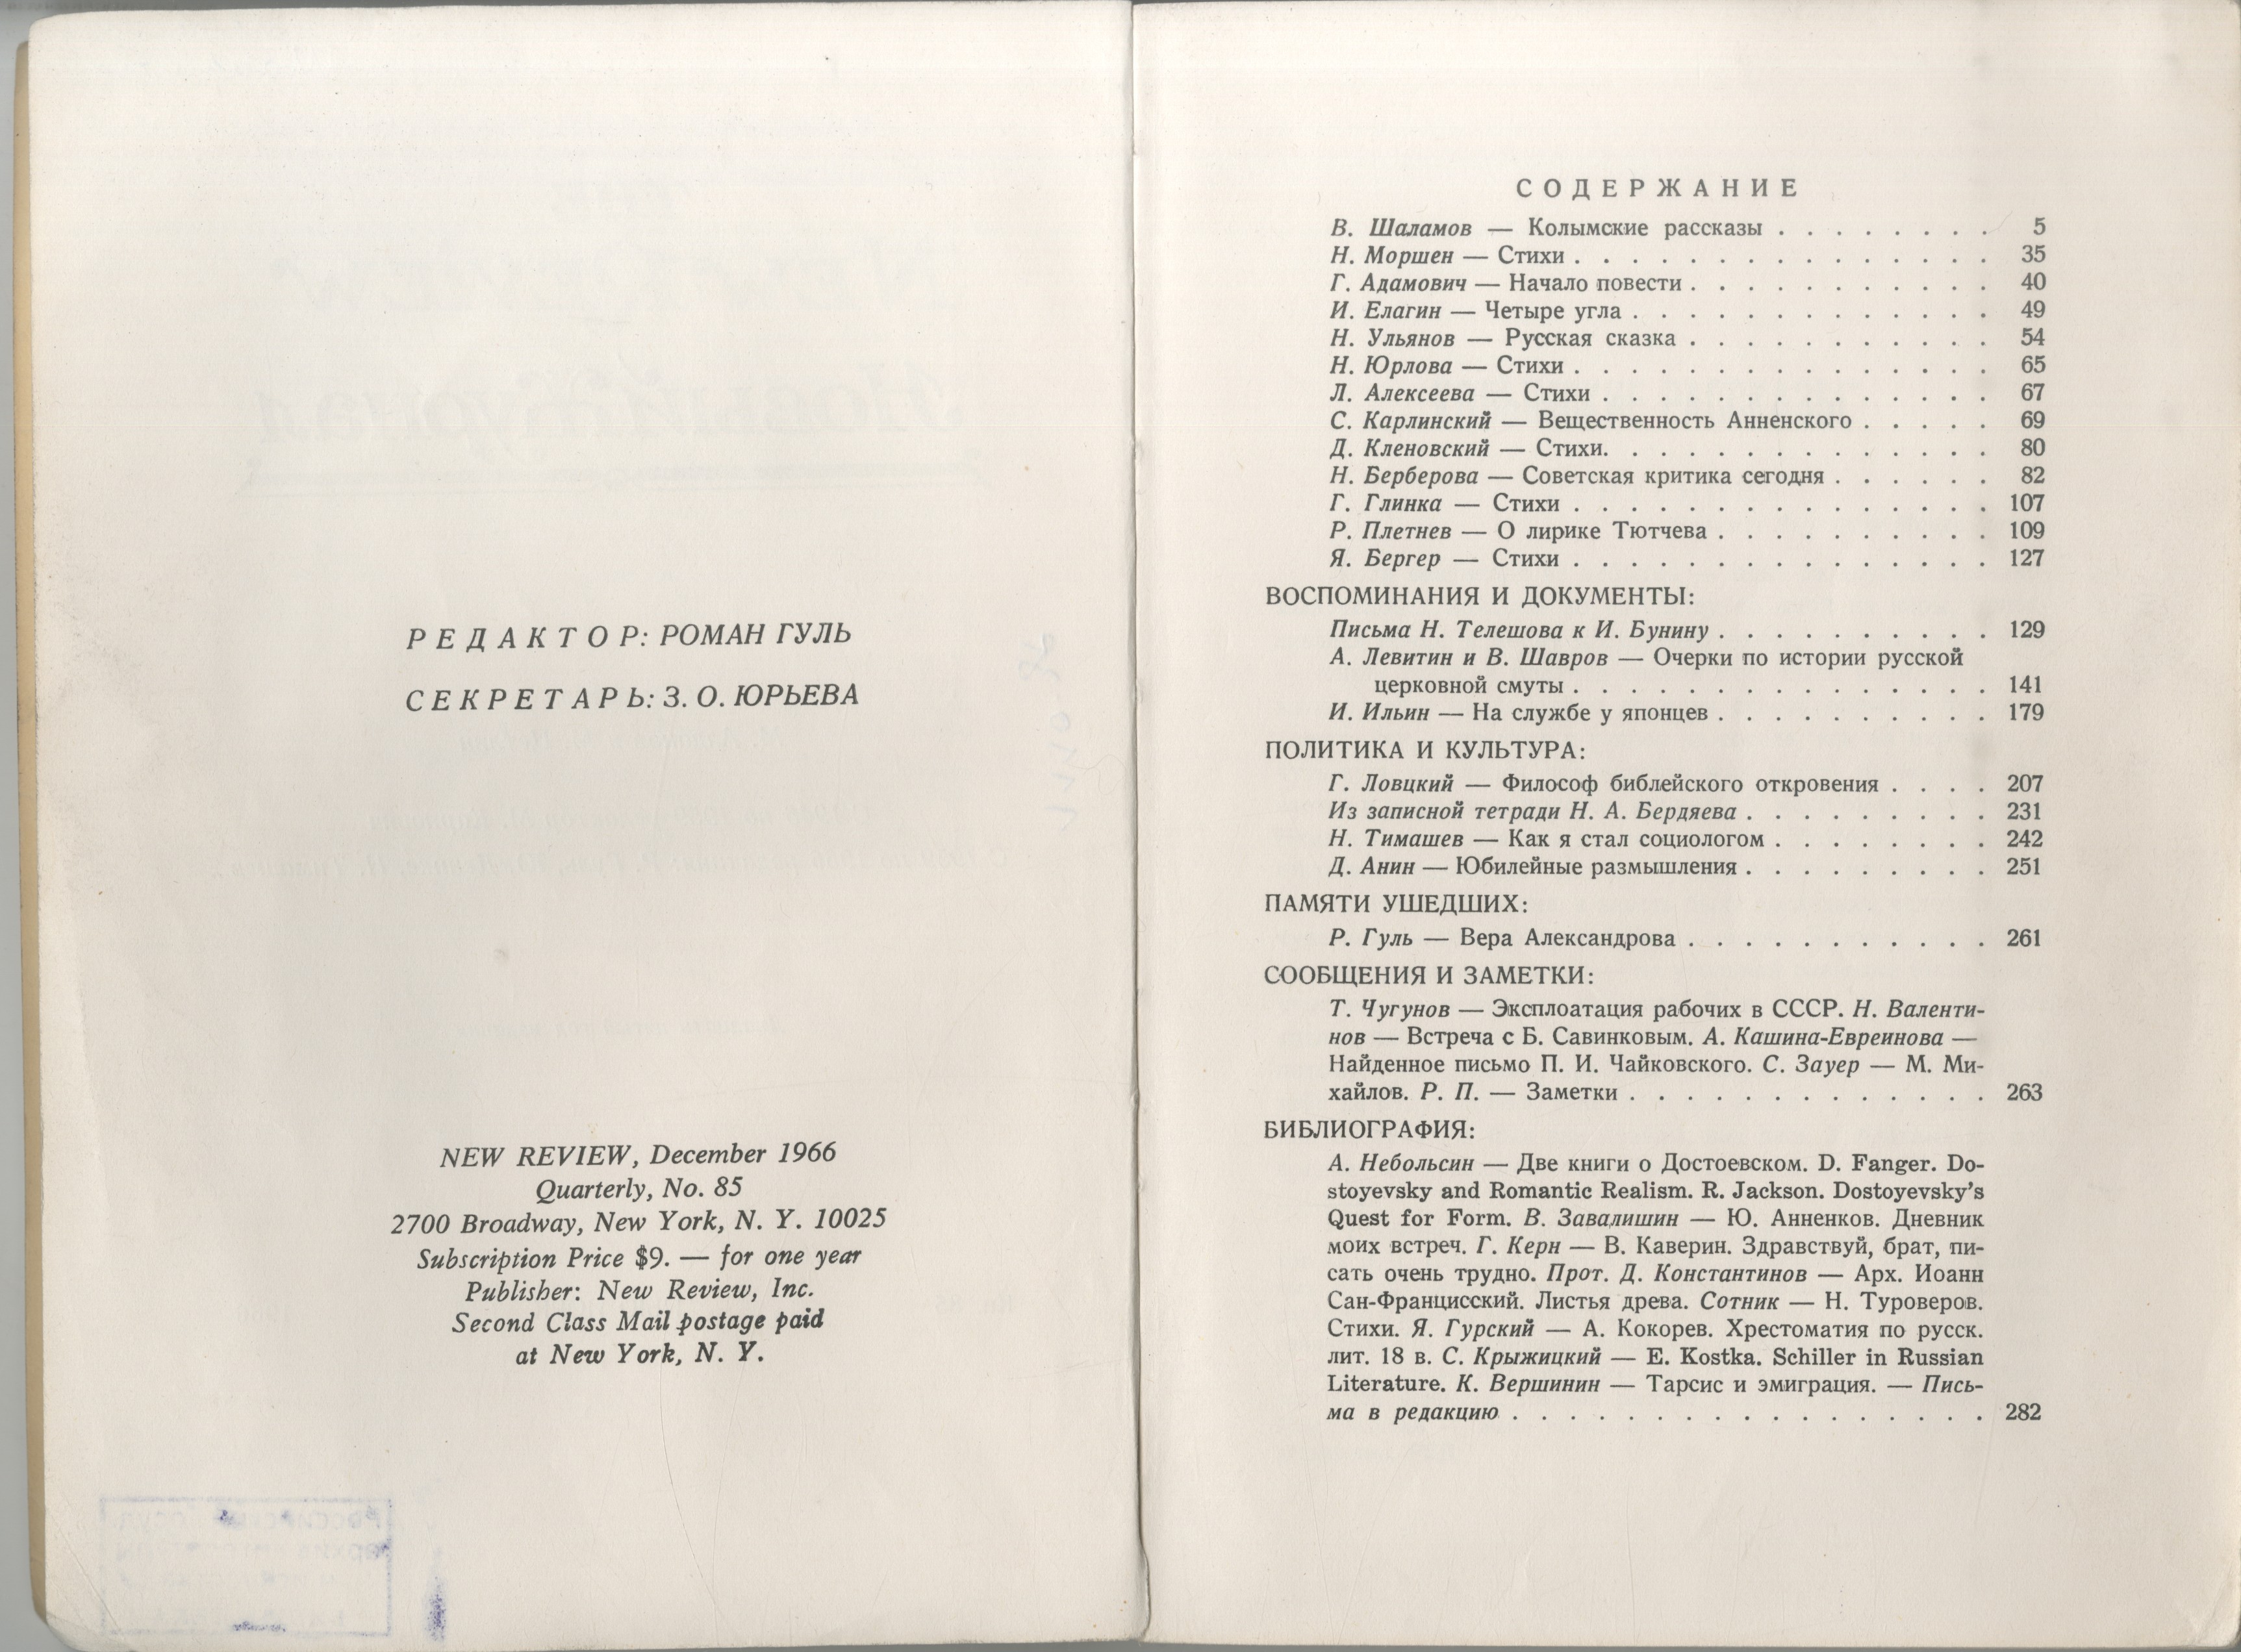 РЕДАКТОР: РОМАН ГУЛЬ
СЕКРЕТАРЬ: З. О. ЮРЬЕВА
NEW REVIEW, December 1966
Quarterly, No. 85
2700 Broadway, New York, N. Y. 10025
Subscription Price $9. — for one year
Publisher: New Review, Inc.
Second Class Mail postage paid
at New York, N. Y.
СОДЕРЖАНИЕ
В. Шаламов — Колымские рассказы . . . . . . . . 5
Н. Моршен — Стихи . . . . . . . . . . . . . . . 35
Г. Адамович — Начало повести . . . . . . . . . . . 40
И. Елагин — Четыре угла . . . . . . . . . . . . . 49
Н. Ульянов — Русская сказка . . . . . . . . . . . 54
Н. Юрлова — Стихи . . . . . . . . . . . . . . . 65
Л. Алексеева — Стихи . . . . . . . . . . . . . . 67
С. Карлинский — Вещественность Анненского . . . . . 69
Д. Кленовский — Стихи. . . . . . . . . . . . . . 80
Н. Берберова — Советская критика сегодня . . . . . . 82
Г. Глинка — Стихи . . . . . . . . . . . . . . . 107
Р. Плетнев — О лирике Тютчева . . . . . . . . . . 109
Я. Бергер — Стихи . . . . . . . . . . . . . . . 127
ВОСПОМИНАНИЯ И ДОКУМЕНТЫ:
Письма Н. Телешова к И. Бунину . . . . . . . . . . 129
А. Левитин и В. Шавров — Очерки по истории русской
церковной смуты . . . . . . . . . . . . . . . 141
И. Ильин — На службе у японцев . . . . . . . . . . 179
ПОЛИТИКА И КУЛЬТУРА:
Г. Ловцкий — Философ библейского откровения . . . . 207
Из записной тетради Н. А. Бердяева . . . . . . . . . 231
Н. Тимашев — Как я стал социологом . . . . . . . . 242
Д. Анин — Юбилейные размышления . . . . . . . . . 251
ПАМЯТИ УШЕДШИХ:
Р. Гуль — Вера Александрова . . . . . . . . . . . 261
СООБЩЕНИЯ И ЗАМЕТКИ:
Т. Чугунов — Эксплоатация рабочих в СССР. Н. Валенти-
нов — Встреча с Б. Савинковым. А. Кашина-Евреинова —
Найденное письмо П. И. Чайковского. С. Зауер — М. Ми-
хайлов. Р. П. — Заметки . . . . . . . . . . . . . 263
БИБЛИОГРАФИЯ:
А. Небольсин — Две книги о Достоевском. D. Fanger. Do-
stoyevsky and Romantic Realism. R. Jackson. Dostoyevsky's
Quest for Form. В. Завалишин — Ю. Анненков. Дневник
моих встреч. Г. Керн — В. Каверин. Здравствуй, брат, пи-
сать очень трудно. Прот. Д. Константинов — Арх. Иоанн
Сан-Францисский. Листья древа. Сотник — Н. Туроверов.
Стихи. Я. Гурский — А. Кокорев. Хрестоматия по русск.
лит. 18 в. С. Крыжицкий — E. Kostka. Schiller in Russian
Literature. К. Вершинин — Тарсис и эмиграция. — Пись-
ма в редакцию . . . . . . . . . . . . . . . . . 282